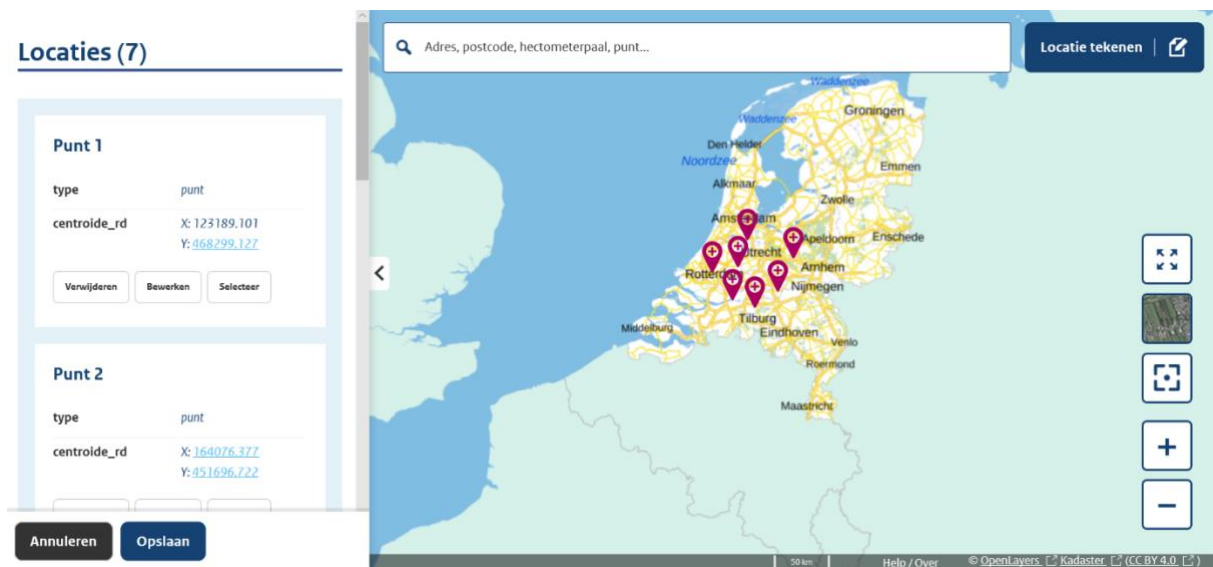 Locaties (7)
Punt 1
type punt
centroide_rd X: 123189.101
Y: 468299.127
Verwijderen Bewerken Selecteer
Punt 2
type punt
centroide_rd X: 164076.377
Y: 451696.722
Annuleren Opslaan
Adres, postcode, hectometerpaal, punt...
Locatie tekenen
Waddenzee
Groningen
Waddenzee
Den Helder
Noordzee
Emmen
Alkmaar
Zwolle
Amsterdam
Enschede
Apeldoorn
Utrecht
Arnhem
Rotterdam
Nijmegen
Tilburg
Middelburg
Eindhoven
Venlo
Roermond
Maastricht
50 km Help / Over © OpenLayers Kadaster (CC BY 4.0 )